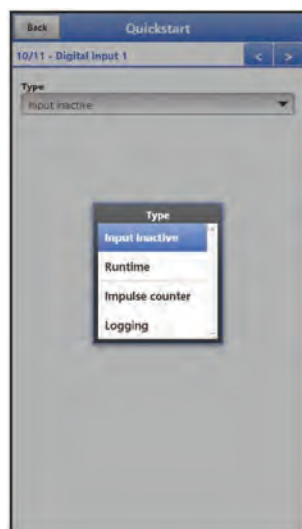 Back Quickstart
10/11 - Digital Input 1 < >
Type
Input inactive
Type
Input inactive
Runtime
Impulse counter
Logging